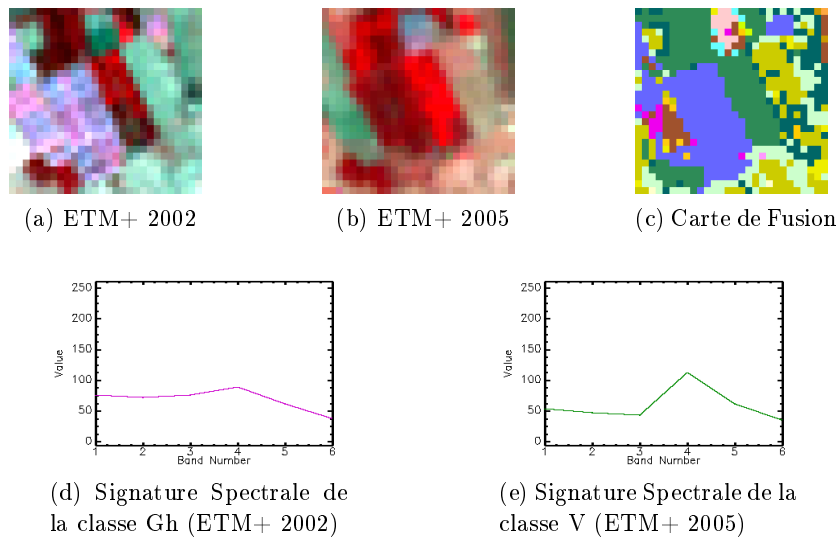 (a) ETM+ 2002
(b) ETM+ 2005
(c) Carte de Fusion
250
200
150
100
50
0
Value
1 2 3 4 5 6
Band Number
(d) Signature Spectrale de
la classe Gh (ETM+ 2002)
250
200
150
100
50
0
Value
1 2 3 4 5 6
Band Number
(e) Signature Spectrale de la
classe V (ETM+ 2005)